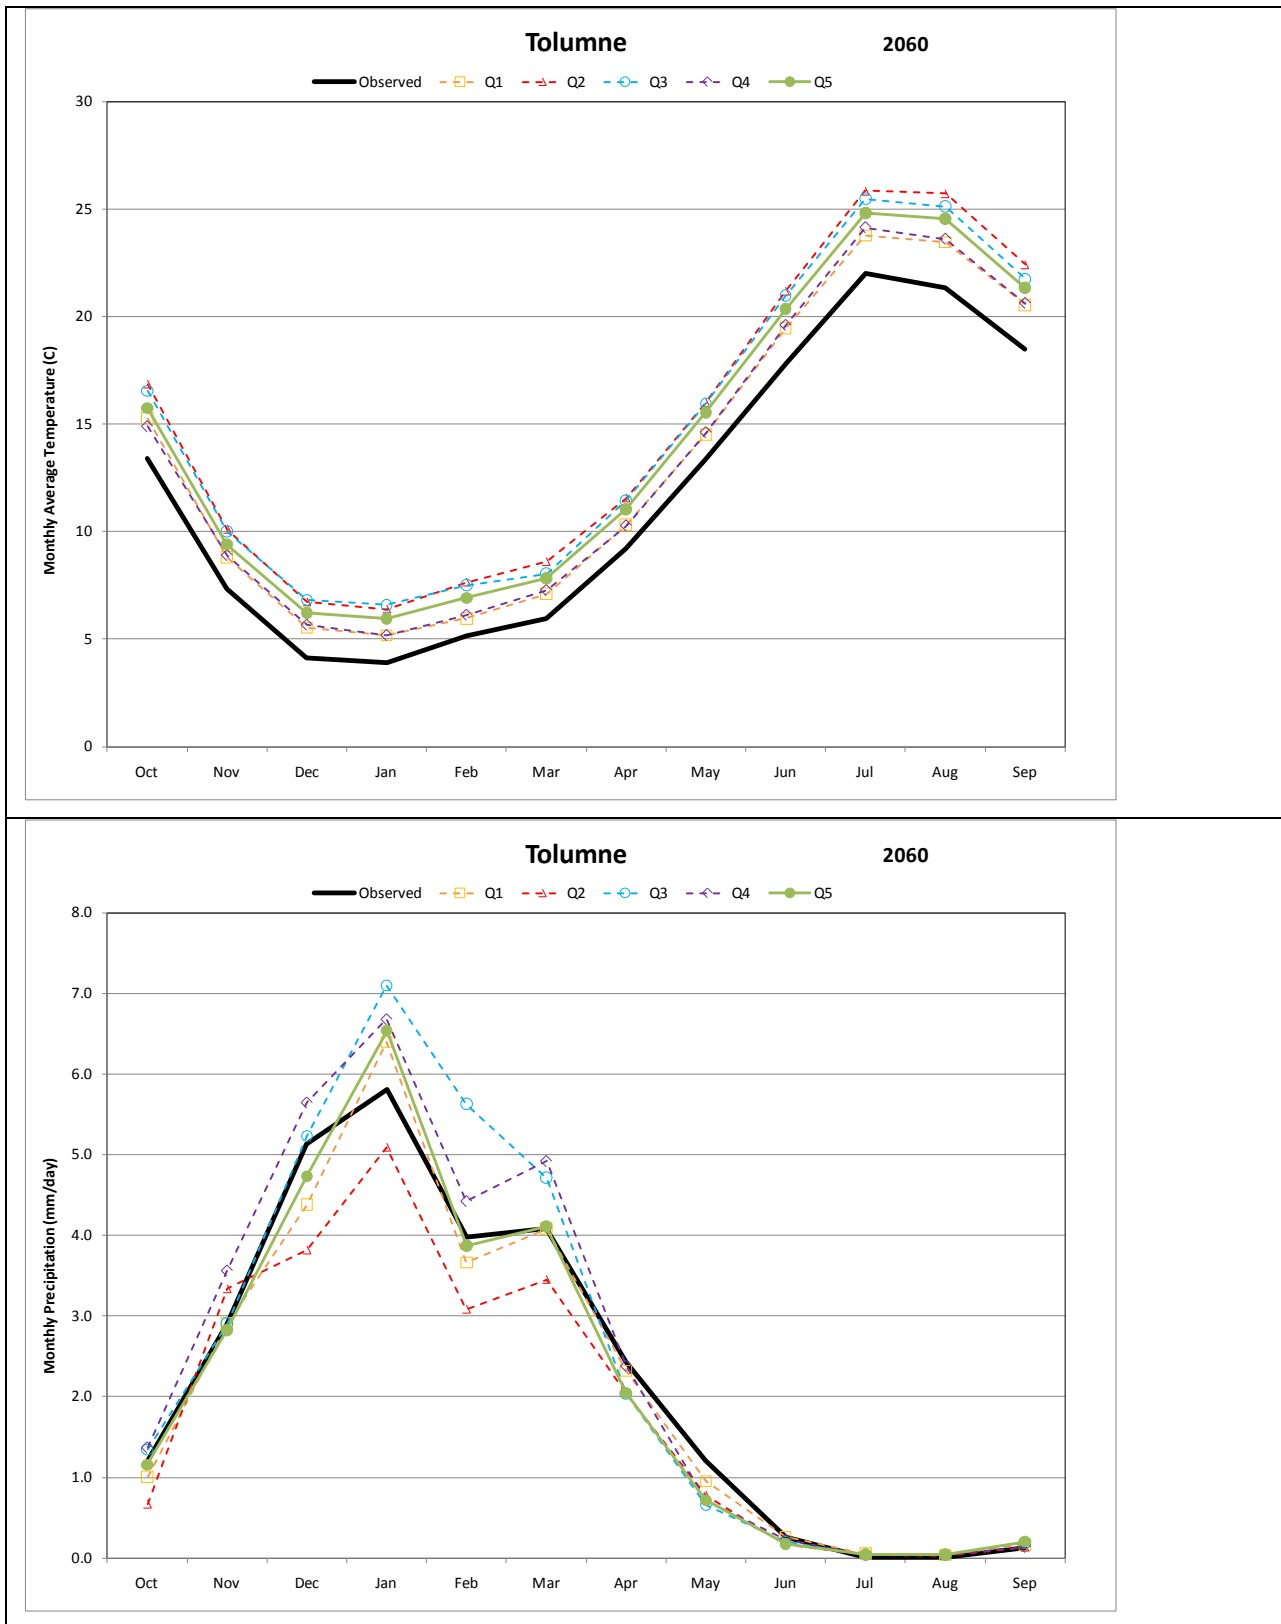 Tolumne 2060
Observed Q1 Q2 Q3 Q4 Q5
Monthly Average Temperature (C)
30
25
20
15
10
5
0
Oct Nov Dec Jan Feb Mar Apr May Jun Jul Aug Sep
Tolumne 2060
Observed Q1 Q2 Q3 Q4 Q5
Monthly Precipitation (mm/day)
8.0
7.0
6.0
5.0
4.0
3.0
2.0
1.0
0.0
Oct Nov Dec Jan Feb Mar Apr May Jun Jul Aug Sep